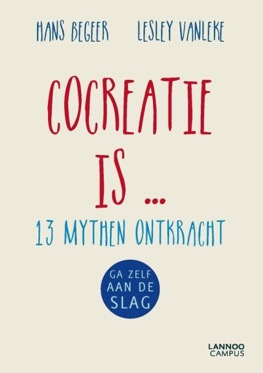 HANS BEGEER LESLEY VANLEKE
COCREATIE
IS ...
13 MYTHEN ONTKRACHT
GA ZELF
AAN DE
SLAG
LANNOO
CAMPUS